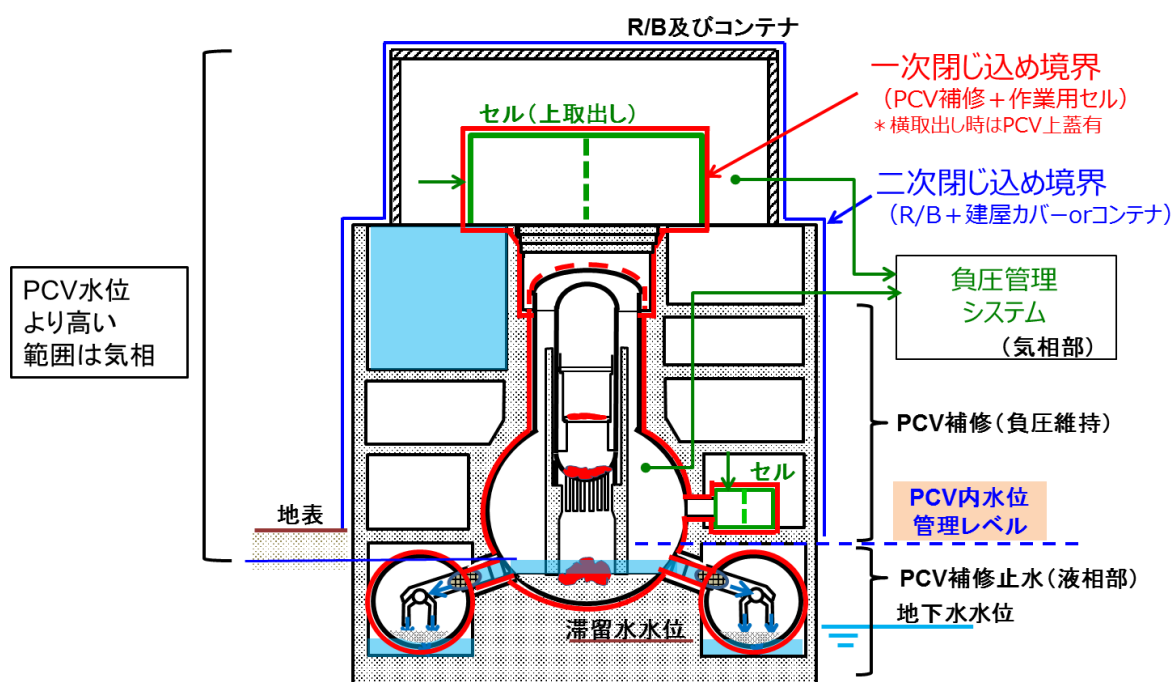 R/B及びコンテナ
一次閉じ込め境界
(PCV補修+作業用セル)
*横取出し時はPCV上蓋有
セル(上取出し)
二次閉じ込め境界
(R/B+建屋カバーorコンテナ)
負圧管理
システム
(気相部)
PCV水位
より高い
範囲は気相
PCV補修(負圧維持)
セル
PCV内水位
管理レベル
地表
PCV補修止水(液相部)
地下水水位
滞留水水位